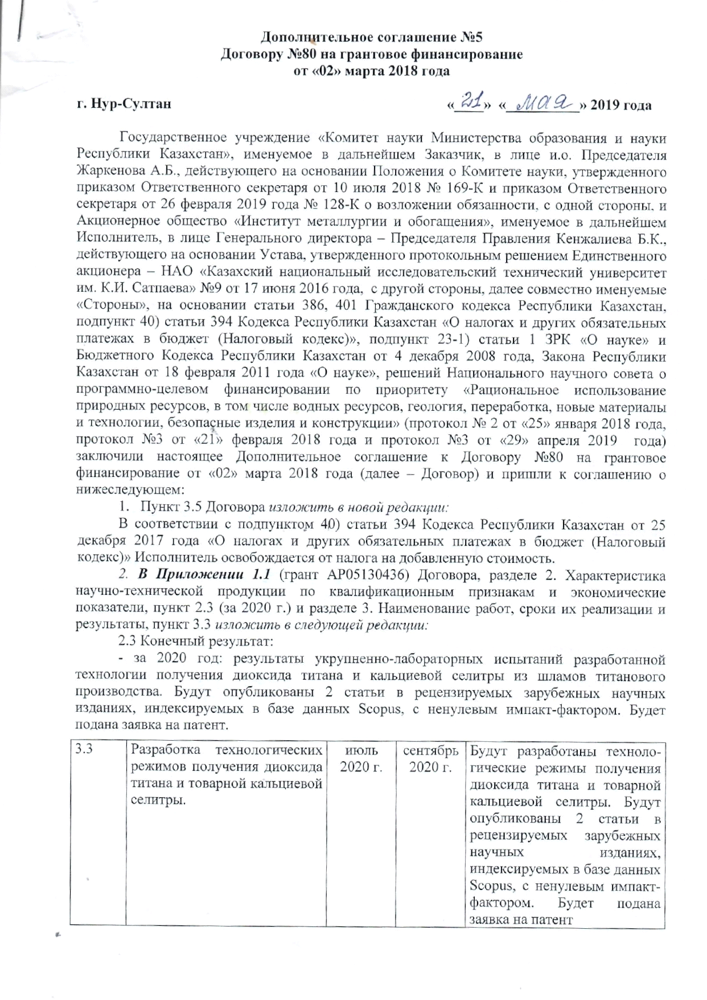 Дополнительное соглашение №5
Договору №80 на грантовое финансирование
от «02» марта 2018 года
г. Нур-Султан «21» «мая» 2019 года
Государственное учреждение «Комитет науки Министерства образования и науки
Республики Казахстан», именуемое в дальнейшем Заказчик, в лице и.о. Председателя
Жаркенова А.Б., действующего на основании Положения о Комитете науки, утвержденного
приказом Ответственного секретаря от 10 июля 2018 № 169-К и приказом Ответственного
секретаря от 26 февраля 2019 года № 128-К о возложении обязанности, с одной стороны, и
Акционерное общество «Институт металлургии и обогащения», именуемое в дальнейшем
Исполнитель, в лице Генерального директора – Председателя Правления Кенжалиева Б.К.,
действующего на основании Устава, утвержденного протокольным решением Единственного
акционера – НАО «Казахский национальный исследовательский технический университет
им. К.И. Сатпаева» №9 от 17 июня 2016 года, с другой стороны, далее совместно именуемые
«Стороны», на основании статьи 386, 401 Гражданского кодекса Республики Казахстан,
подпункт 40) статьи 394 Кодекса Республики Казахстан «О налогах и других обязательных
платежах в бюджет (Налоговый кодекс)», подпункт 23-1) статьи 1 ЗРК «О науке» и
Бюджетного Кодекса Республики Казахстан от 4 декабря 2008 года, Закона Республики
Казахстан от 18 февраля 2011 года «О науке», решений Национального научного совета о
программно-целевом финансировании по приоритету «Рациональное использование
природных ресурсов, в том числе водных ресурсов, геология, переработка, новые материалы
и технологии, безопасные изделия и конструкции» (протокол № 2 от «25» января 2018 года,
протокол №3 от «21» февраля 2018 года и протокол №3 от «29» апреля 2019 года)
заключили настоящее Дополнительное соглашение к Договору №80 на грантовое
финансирование от «02» марта 2018 года (далее – Договор) и пришли к соглашению о
нижеследующем:
1. Пункт 3.5 Договора изложить в новой редакции:
В соответствии с подпунктом 40) статьи 394 Кодекса Республики Казахстан от 25
декабря 2017 года «О налогах и других обязательных платежах в бюджет (Налоговый
кодекс)» Исполнитель освобождается от налога на добавленную стоимость.
2. В Приложении 1.1 (грант АР05130436) Договора, разделе 2. Характеристика
научно-технической продукции по квалификационным признакам и экономические
показатели, пункт 2.3 (за 2020 г.) и разделе 3. Наименование работ, сроки их реализации и
результаты, пункт 3.3 изложить в следующей редакции:
2.3 Конечный результат:
- за 2020 год: результаты укрупненно-лабораторных испытаний разработанной
технологии получения диоксида титана и кальциевой селитры из шламов титанового
производства. Будут опубликованы 2 статьи в рецензируемых зарубежных научных
изданиях, индексируемых в базе данных Scopus, с ненулевым импакт-фактором. Будет
подана заявка на патент.
3.3
Разработка технологических
режимов получения диоксида
титана и товарной кальциевой
селитры.
июль
2020 г.
сентябрь
2020 г.
Будут разработаны техноло-
гические режимы получения
диоксида титана и товарной
кальциевой селитры. Будут
опубликованы 2 статьи в
рецензируемых зарубежных
научных изданиях,
индексируемых в базе данных
Scopus, с ненулевым импакт-
фактором. Будет подана
заявка на патент